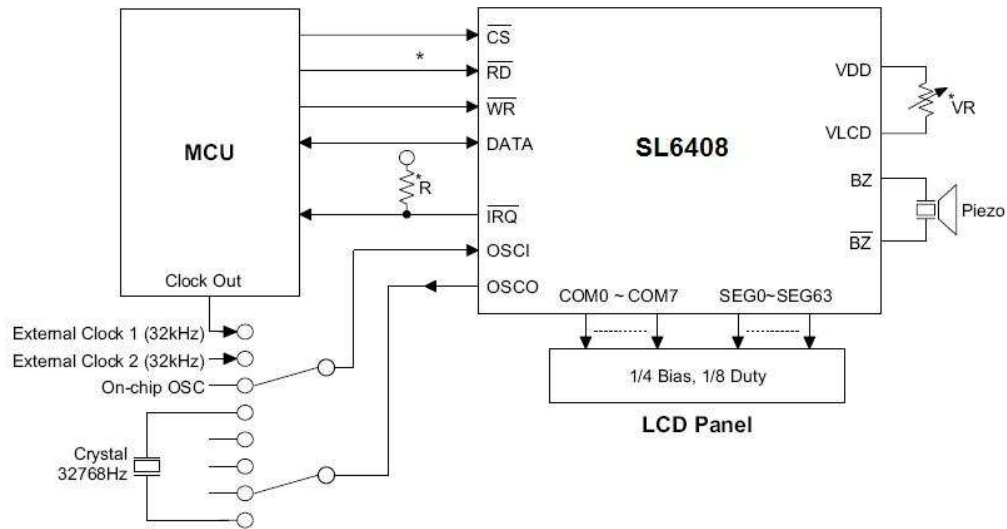 MCU
Clock Out
CS
*
RD
WR
DATA
*
R
IRQ
OSCI
OSCO
SL6408
VDD
*
VR
VLCD
BZ
Piezo
BZ
COM0 ~ COM7
SEG0~SEG63
1/4 Bias, 1/8 Duty
LCD Panel
External Clock 1 (32kHz)
External Clock 2 (32kHz)
On-chip OSC
Crystal
32768Hz